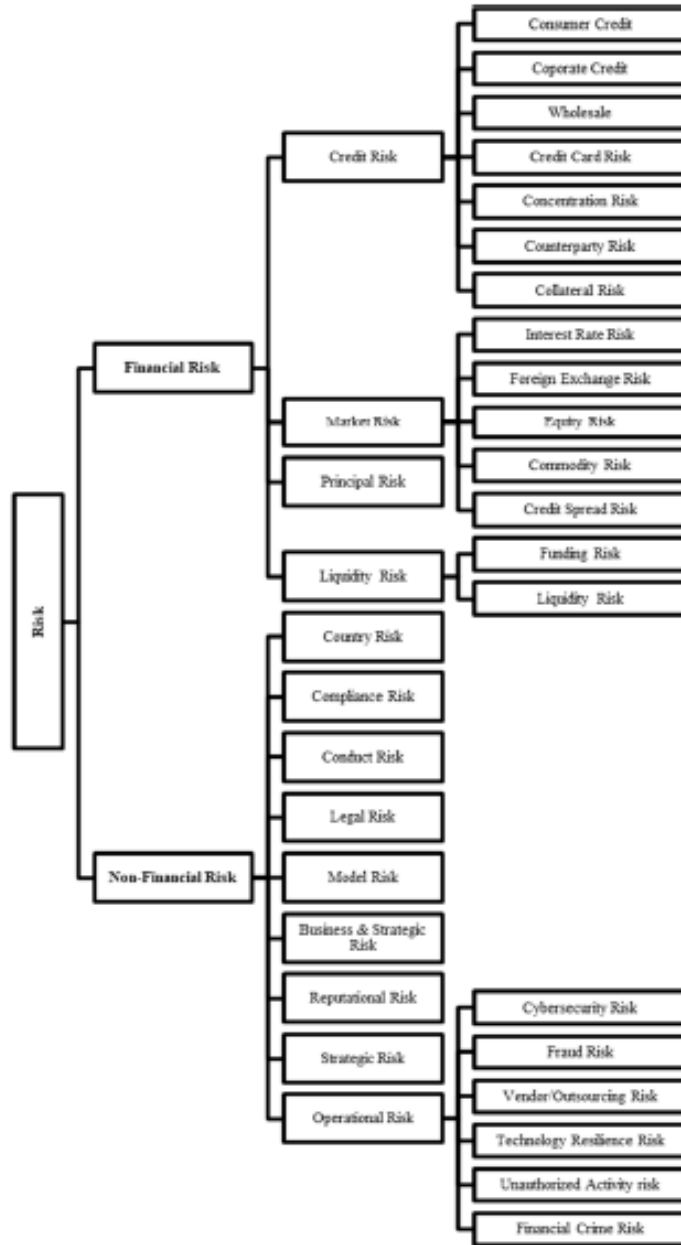 Risk
Financial Risk
Credit Risk
Consumer Credit
Coporate Credit
Wholesale
Credit Card Risk
Concentration Risk
Counterparty Risk
Collateral Risk
Market Risk
Interest Rate Risk
Foreign Exchange Risk
Equity Risk
Commodity Risk
Credit Spread Risk
Principal Risk
Liquidity Risk
Funding Risk
Liquidity Risk
Non-Financial Risk
Country Risk
Compliance Risk
Conduct Risk
Legal Risk
Model Risk
Business & Strategic
Risk
Reputational Risk
Strategic Risk
Operational Risk
Cybersecurity Risk
Fraud Risk
Vendor/Outsourcing Risk
Technology Resilience Risk
Unauthorized Activity risk
Financial Crime Risk